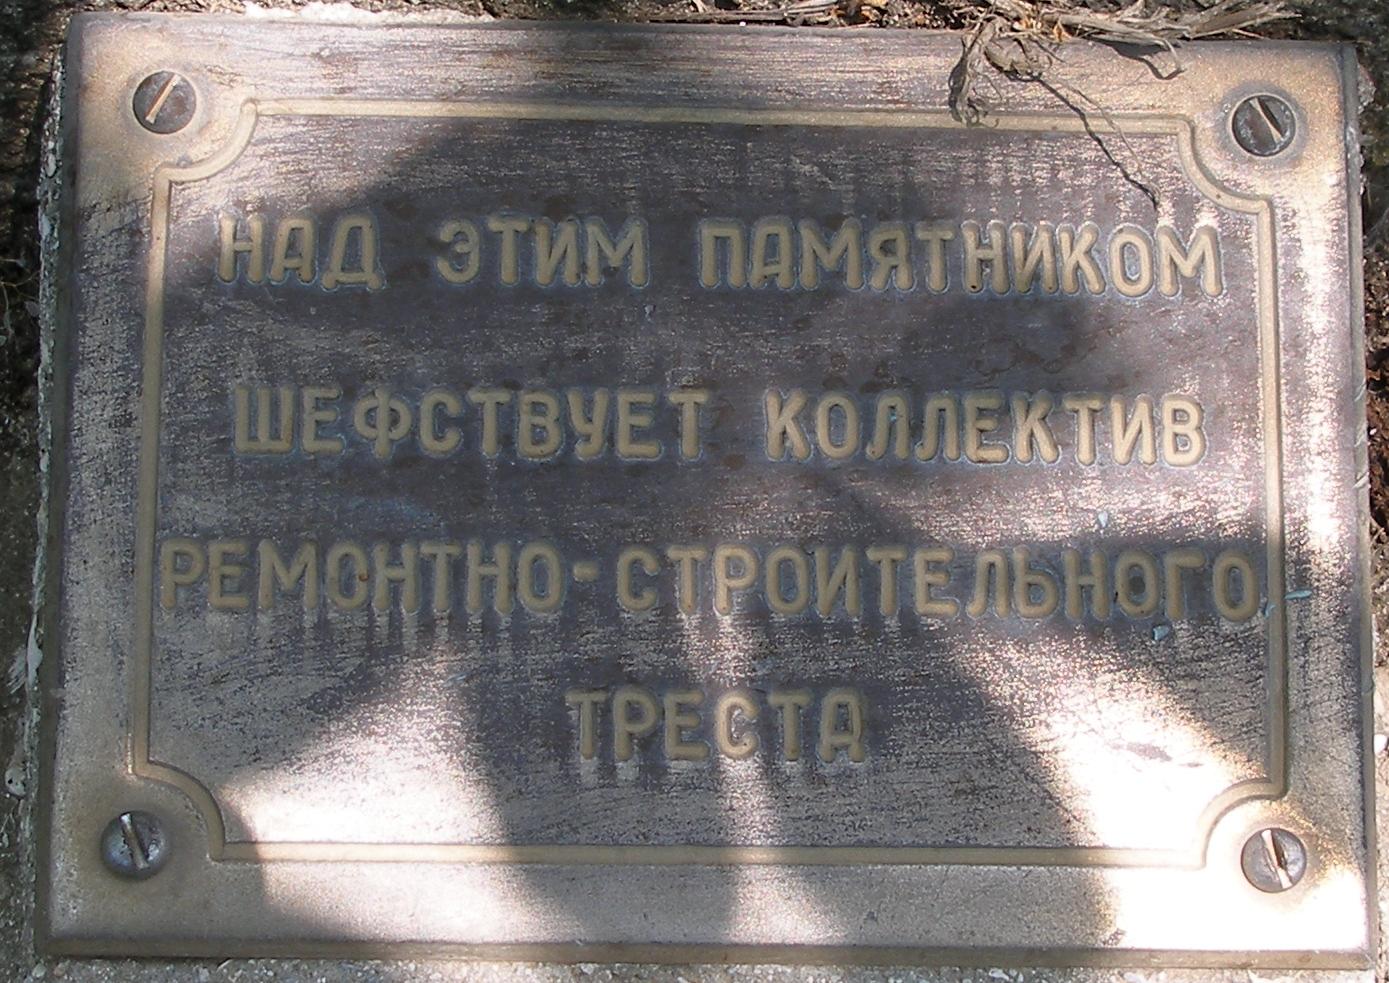 НАД ЭТИМ ПАМЯТНИКОМ
ШЕФСТВУЕТ КОЛЛЕКТИВ
РЕМОНТНО-СТРОИТЕЛЬНОГО
ТРЕСТА